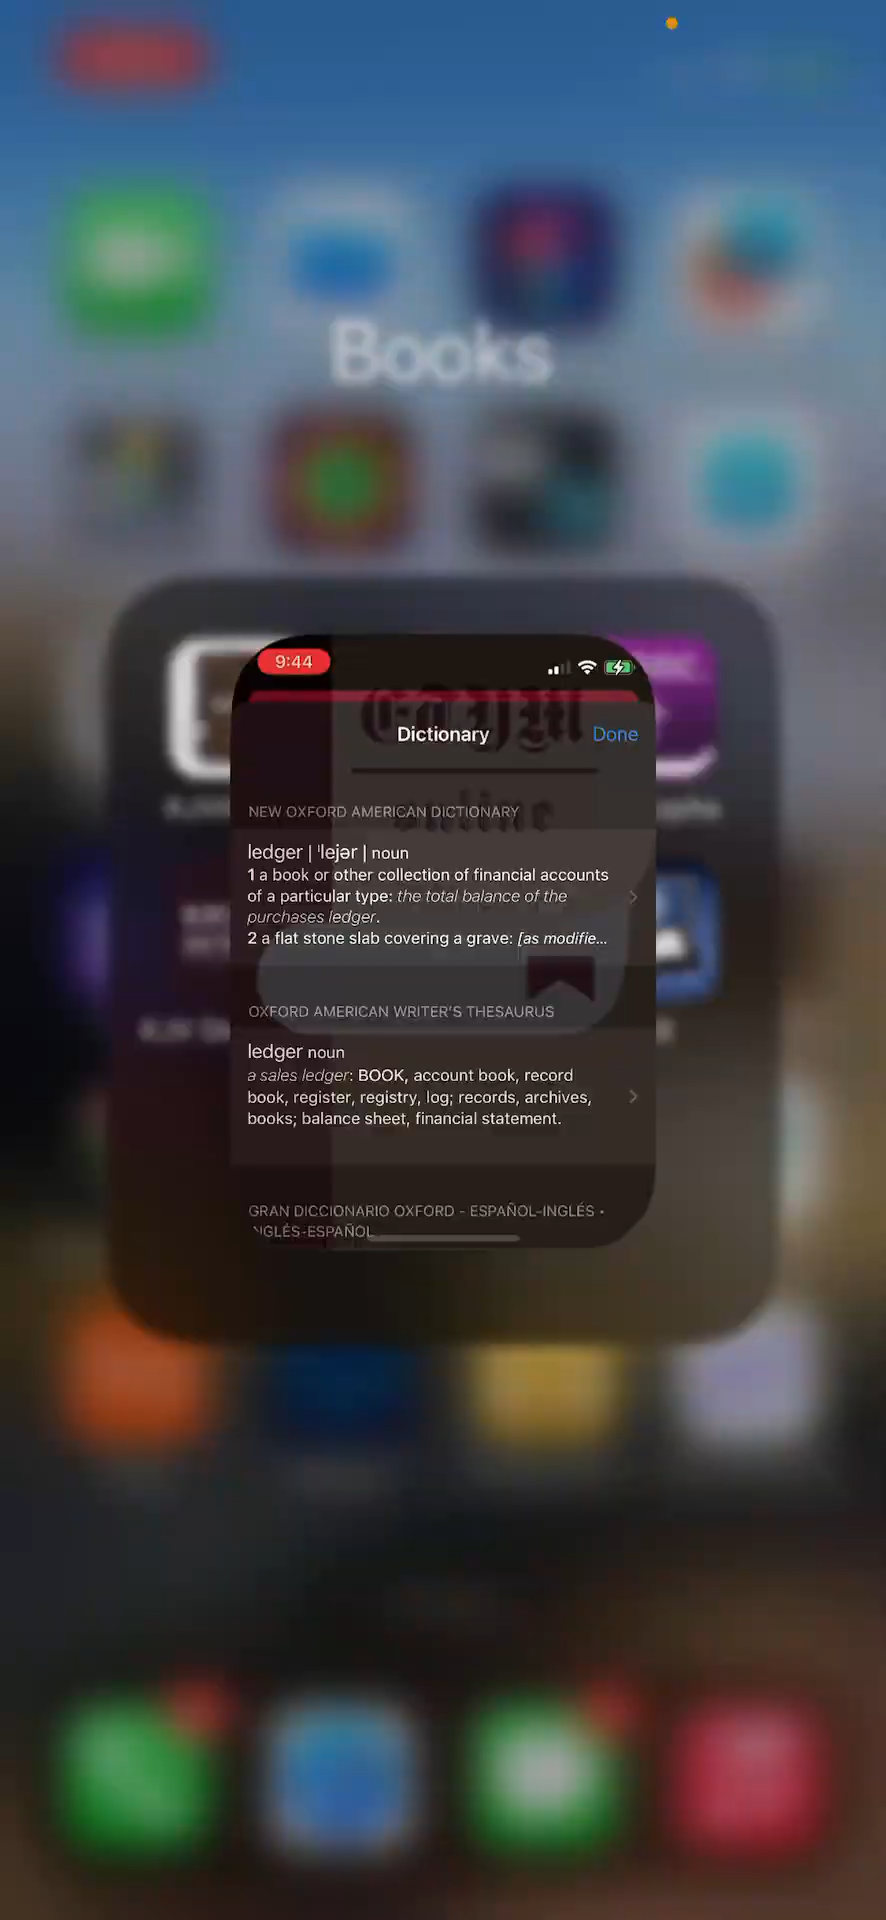 Books
9:44
Dictionary
Done
NEW OXFORD AMERICAN DICTIONARY
ledger | ˈlejər | noun
1 a book or other collection of financial accounts
of a particular type: the total balance of the
purchases ledger.
2 a flat stone slab covering a grave: [as modifie...
OXFORD AMERICAN WRITER'S THESAURUS
ledger noun
a sales ledger: BOOK, account book, record
book, register, registry, log; records, archives,
books; balance sheet, financial statement.
GRAN DICCIONARIO OXFORD - ESPAÑOL-INGLÉS •
INGLÉS-ESPAÑOL
online